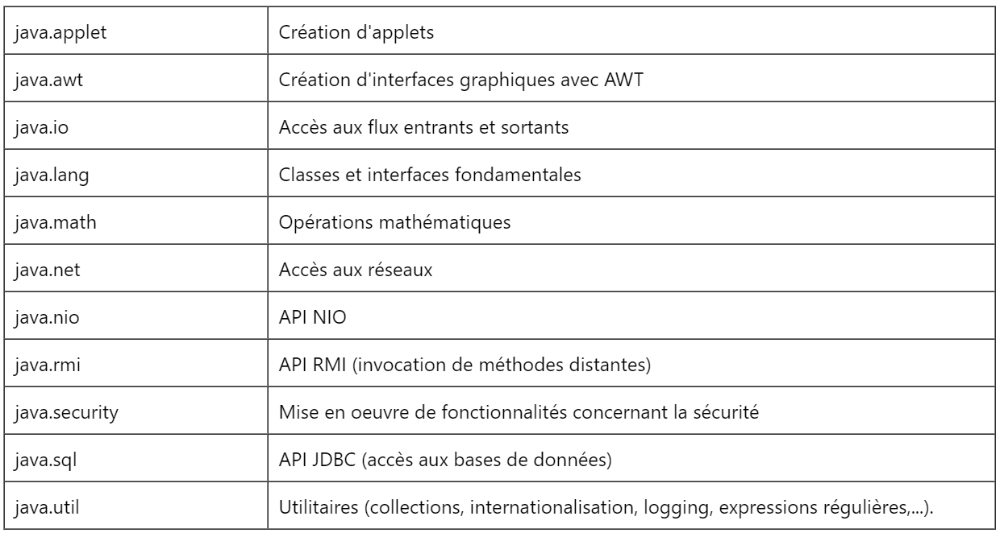 java.applet Création d'applets
java.awt Création d'interfaces graphiques avec AWT
java.io Accès aux flux entrants et sortants
java.lang Classes et interfaces fondamentales
java.math Opérations mathématiques
java.net Accès aux réseaux
java.nio API NIO
java.rmi API RMI (invocation de méthodes distantes)
java.security Mise en oeuvre de fonctionnalités concernant la sécurité
java.sql API JDBC (accès aux bases de données)
java.util Utilitaires (collections, internationalisation, logging, expressions régulières,...).